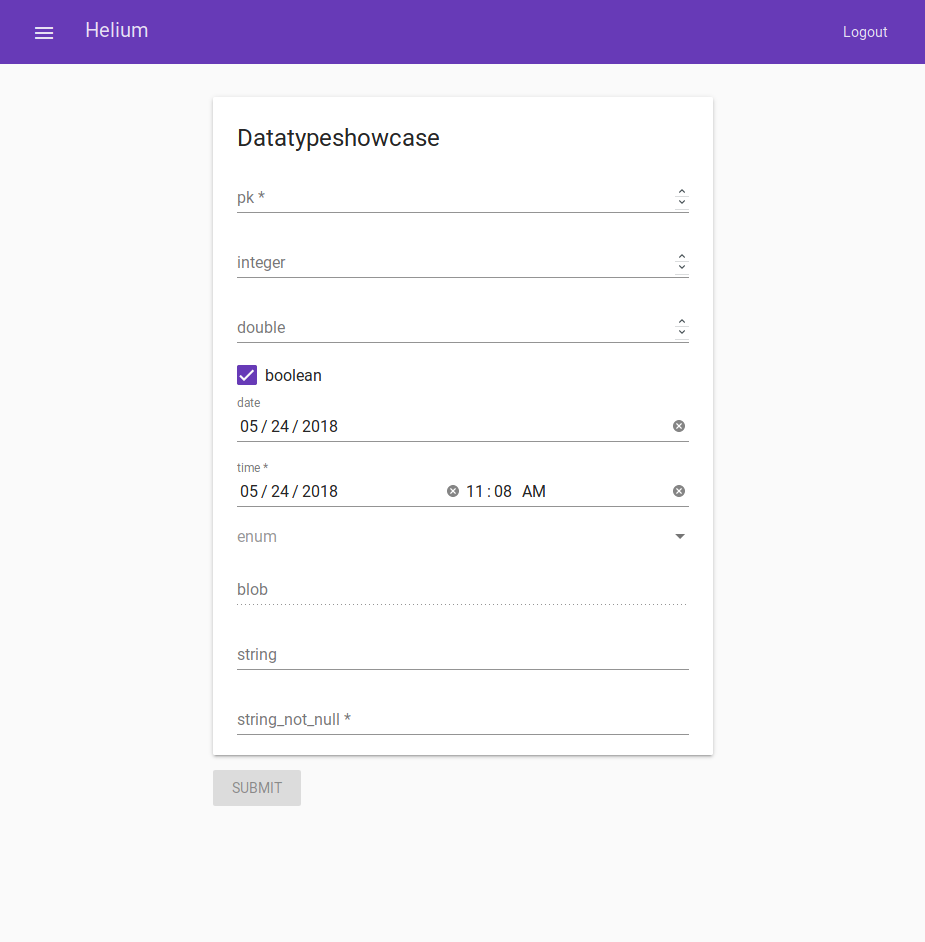 Helium
Logout
Datatypeshowcase
pk *
integer
double
boolean
date
05 / 24 / 2018
time *
05 / 24 / 2018 11 : 08 AM
enum
blob
string
string_not_null *
SUBMIT